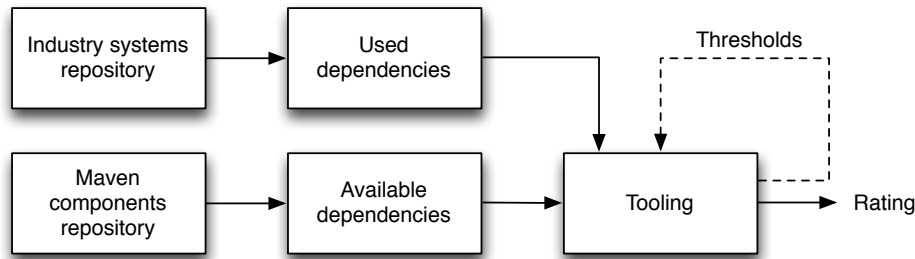 Industry systems
repository
Used
dependencies
Thresholds
Maven
components
repository
Available
dependencies
Tooling
Rating